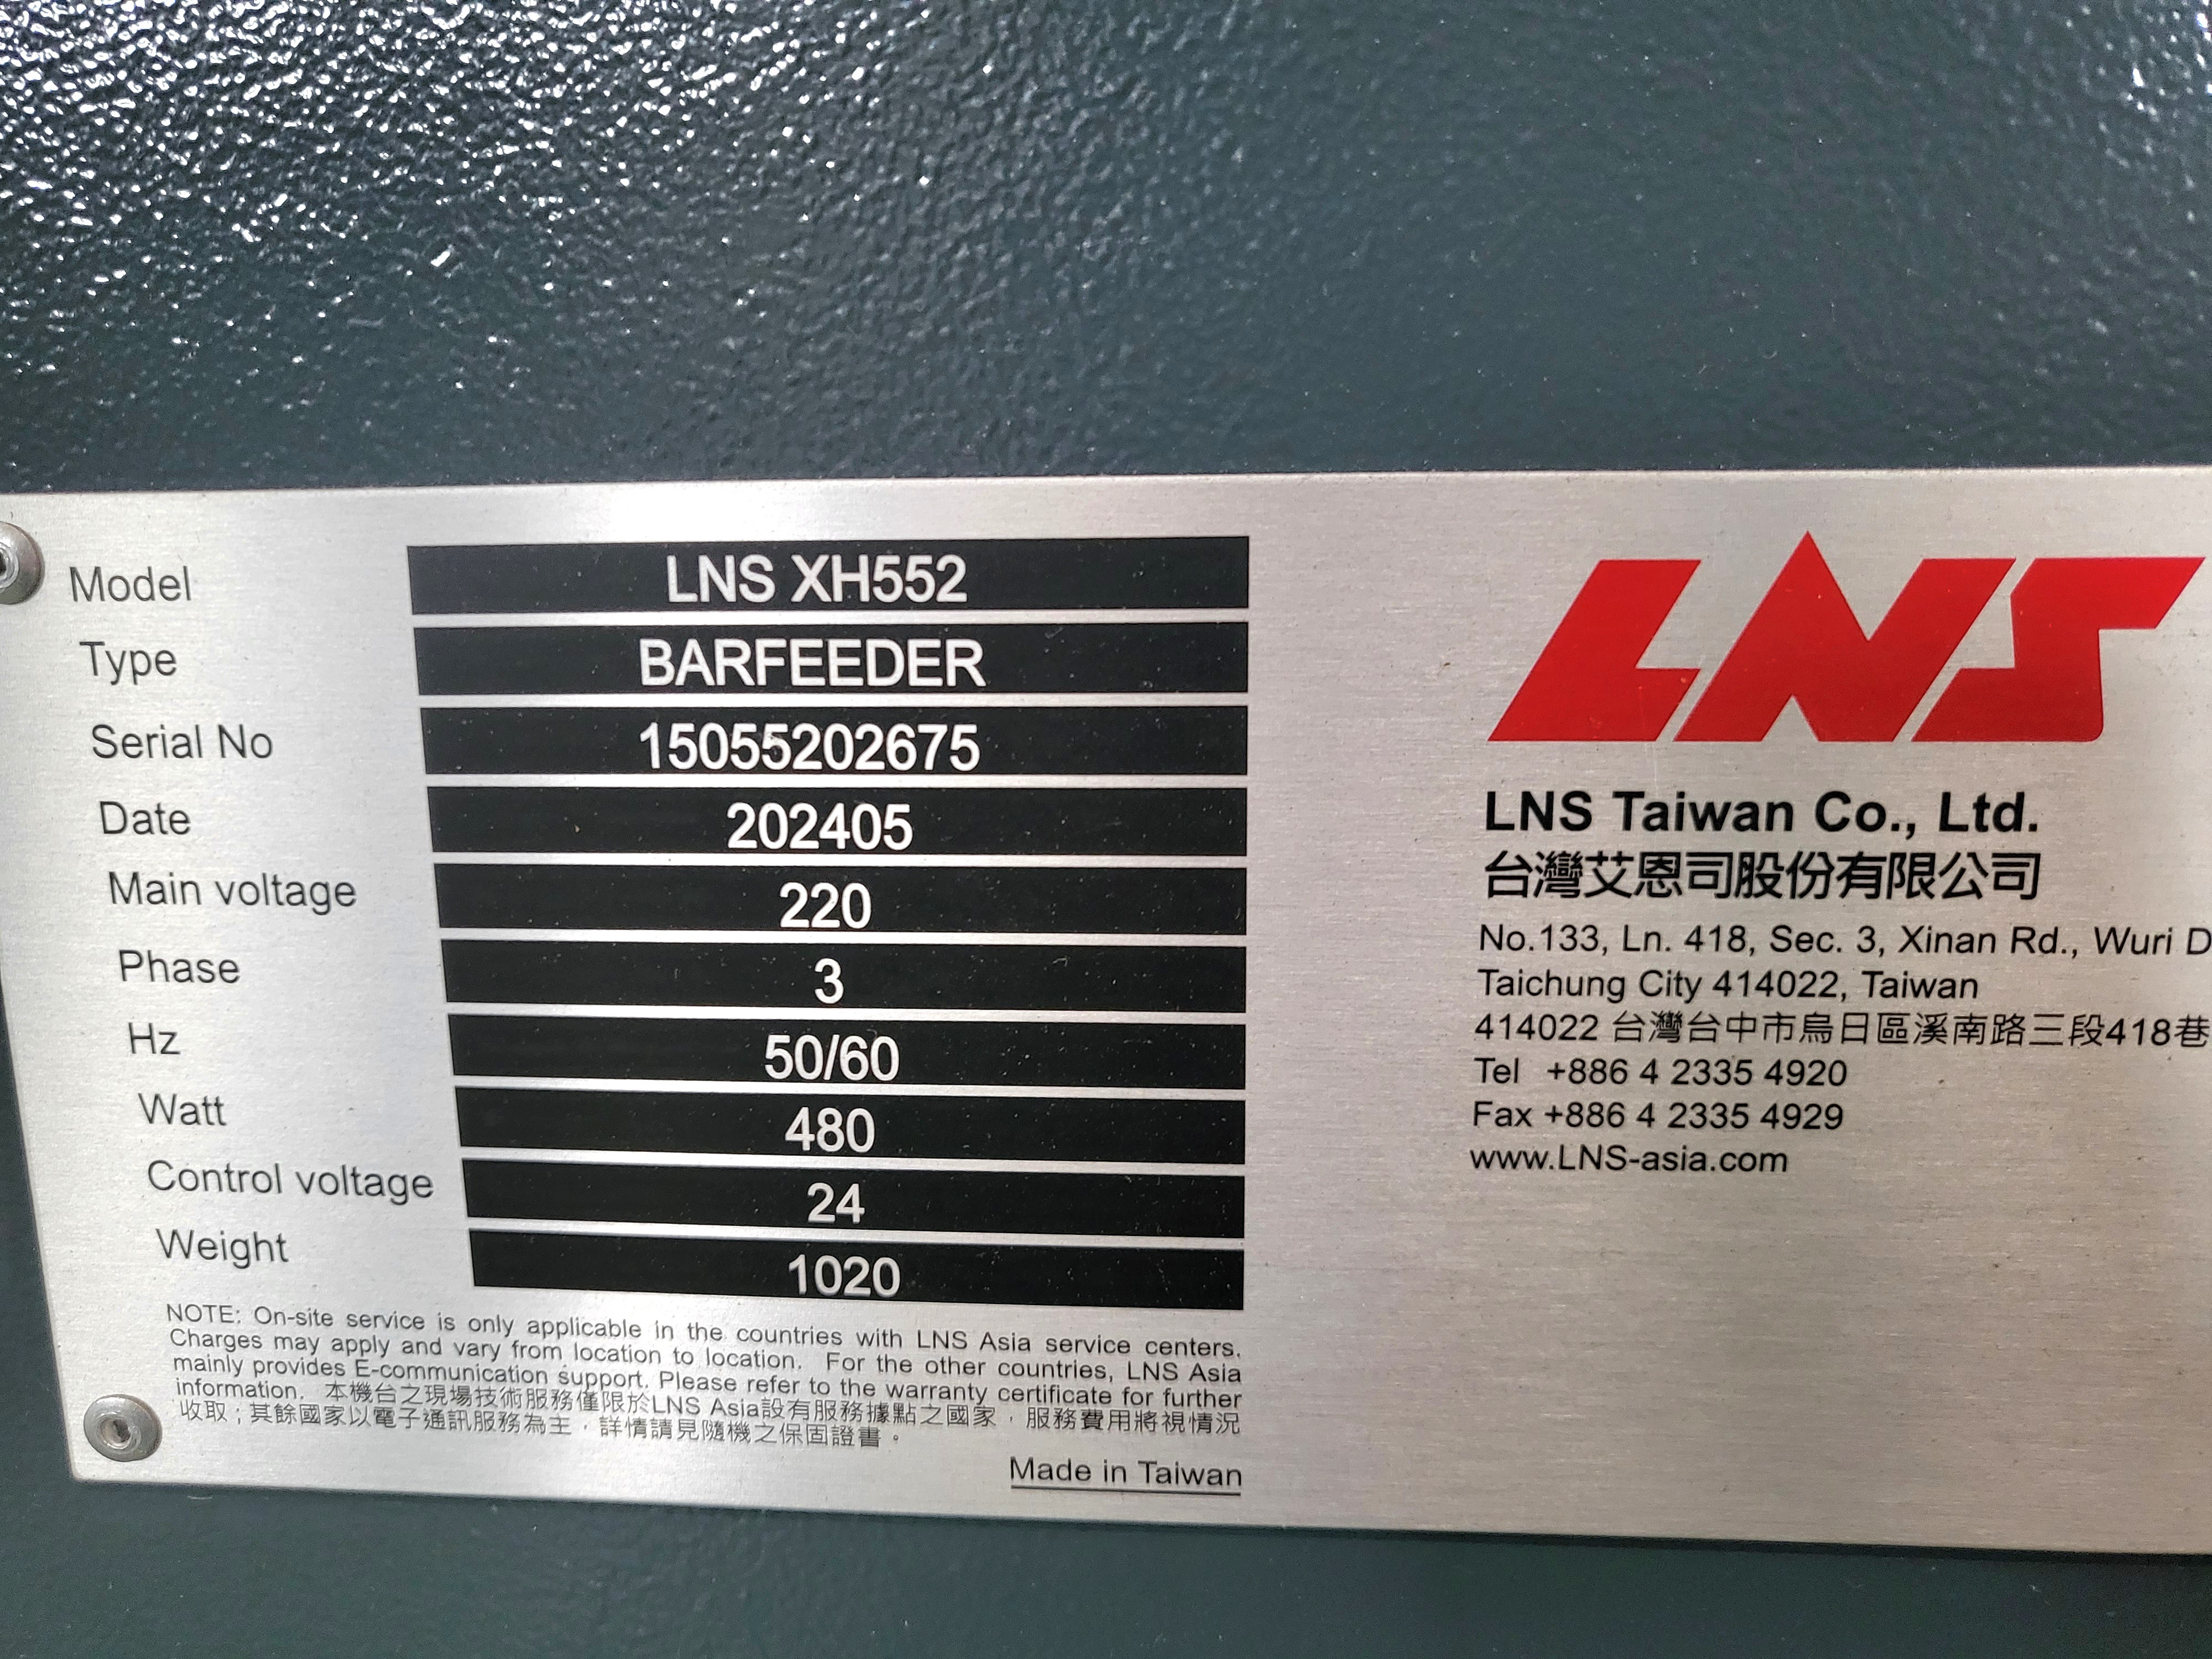 Model LNS XH552
Type BARFEEDER
Serial No 15055202675
Date 202405
Main voltage 220
Phase 3
Hz 50/60
Watt 480
Control voltage 24
Weight 1020
NOTE: On-site service is only applicable in the countries with LNS Asia service centers.
Charges may apply and vary from location to location. For the other countries, LNS Asia
mainly provides E-communication support. Please refer to the warranty certificate for further
information. 本機台之現場技術服務僅限於LNS Asia設有服務據點之國家，服務費用將視情況
收取；其餘國家以電子通訊服務為主，詳情請見隨機之保固證書。
Made in Taiwan
LNS
LNS Taiwan Co., Ltd.
台灣艾恩司股份有限公司
No.133, Ln. 418, Sec. 3, Xinan Rd., Wuri D
Taichung City 414022, Taiwan
414022 台灣台中市烏日區溪南路三段418巷
Tel +886 4 2335 4920
Fax +886 4 2335 4929
www.LNS-asia.com